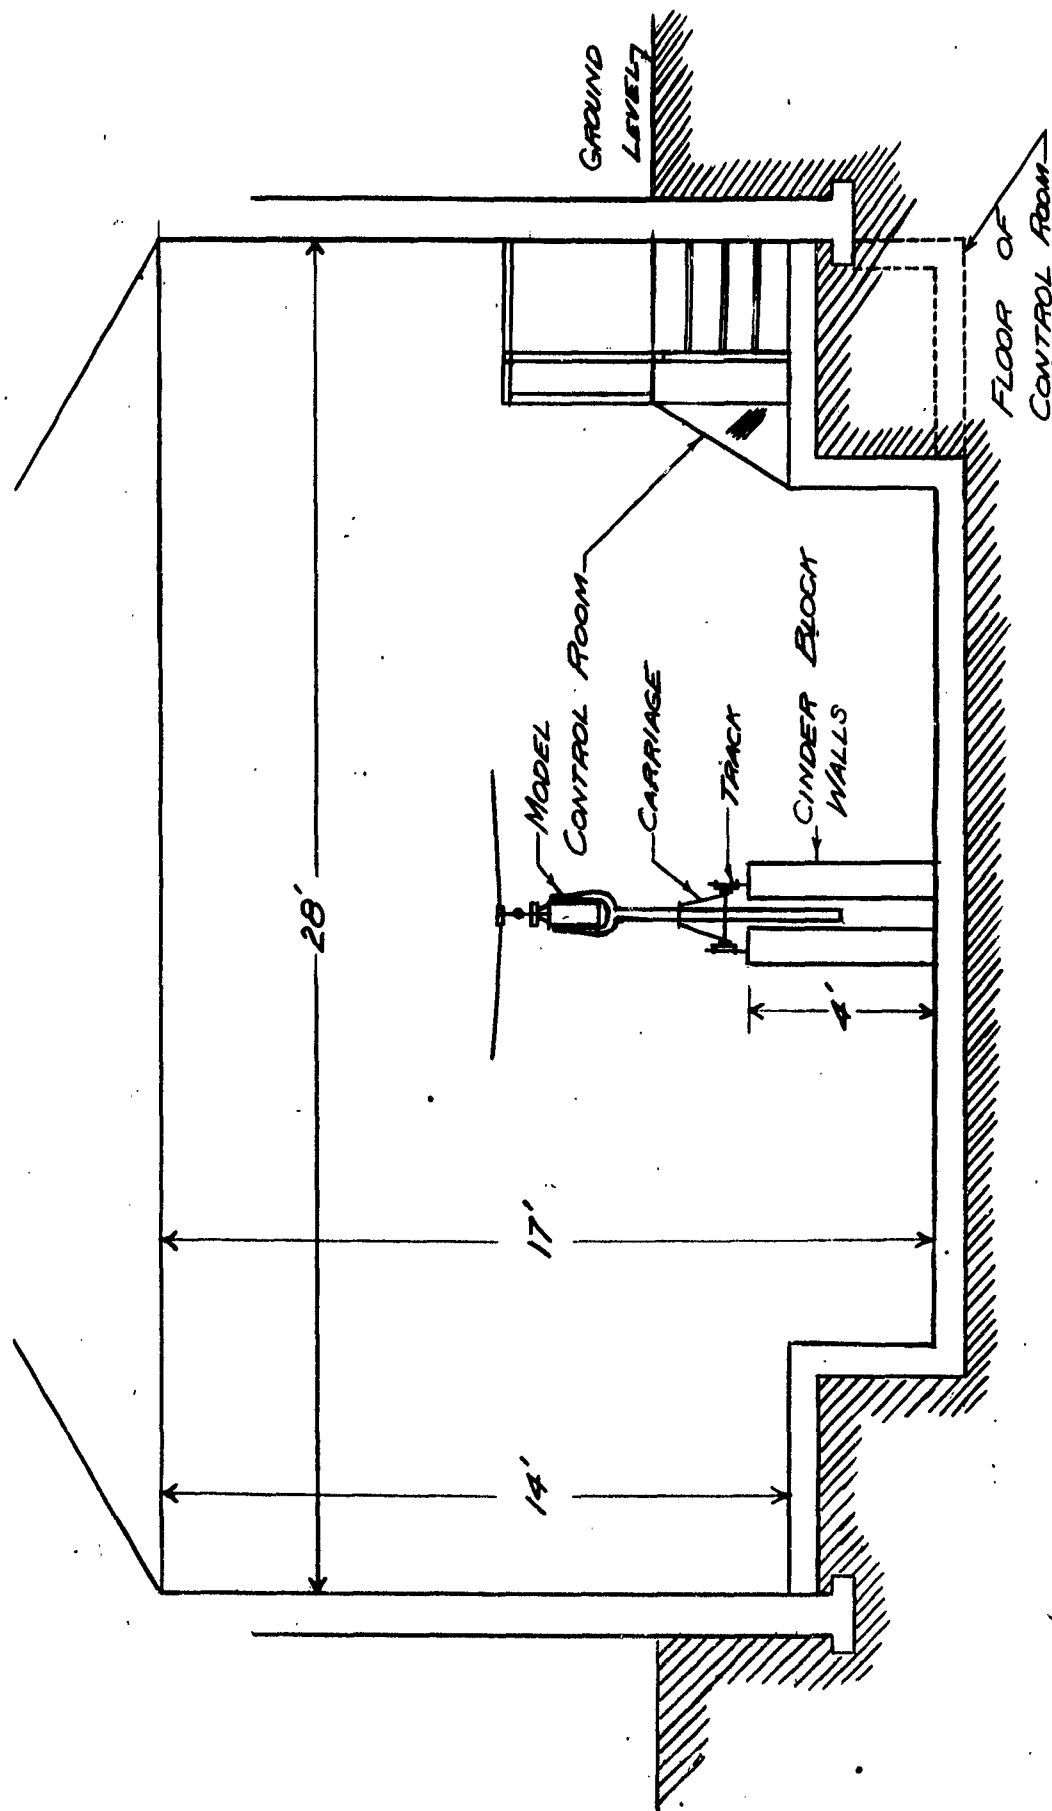 GROUND
LEVEL
28'
MODEL
CONTROL ROOM
CARRIAGE
TRACK
CINDER BLOCK
WALLS
4'
17'
14'
FLOOR OF
CONTROL ROOM